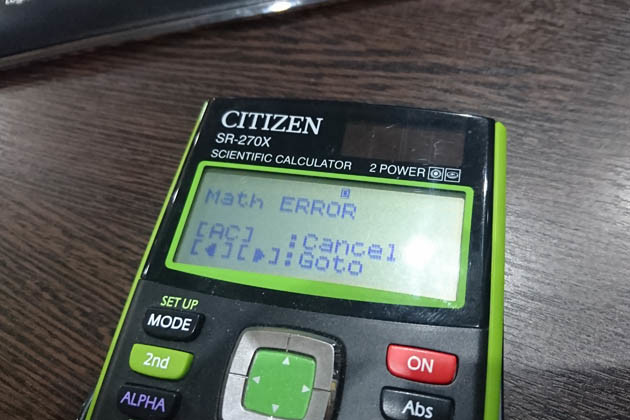 CITIZEN
SR-270X
SCIENTIFIC CALCULATOR 2 POWER
Math ERROR
[AC] :Cancel
[◄][►]:Goto
SET UP
MODE
2nd
ON
ALPHA
Abs